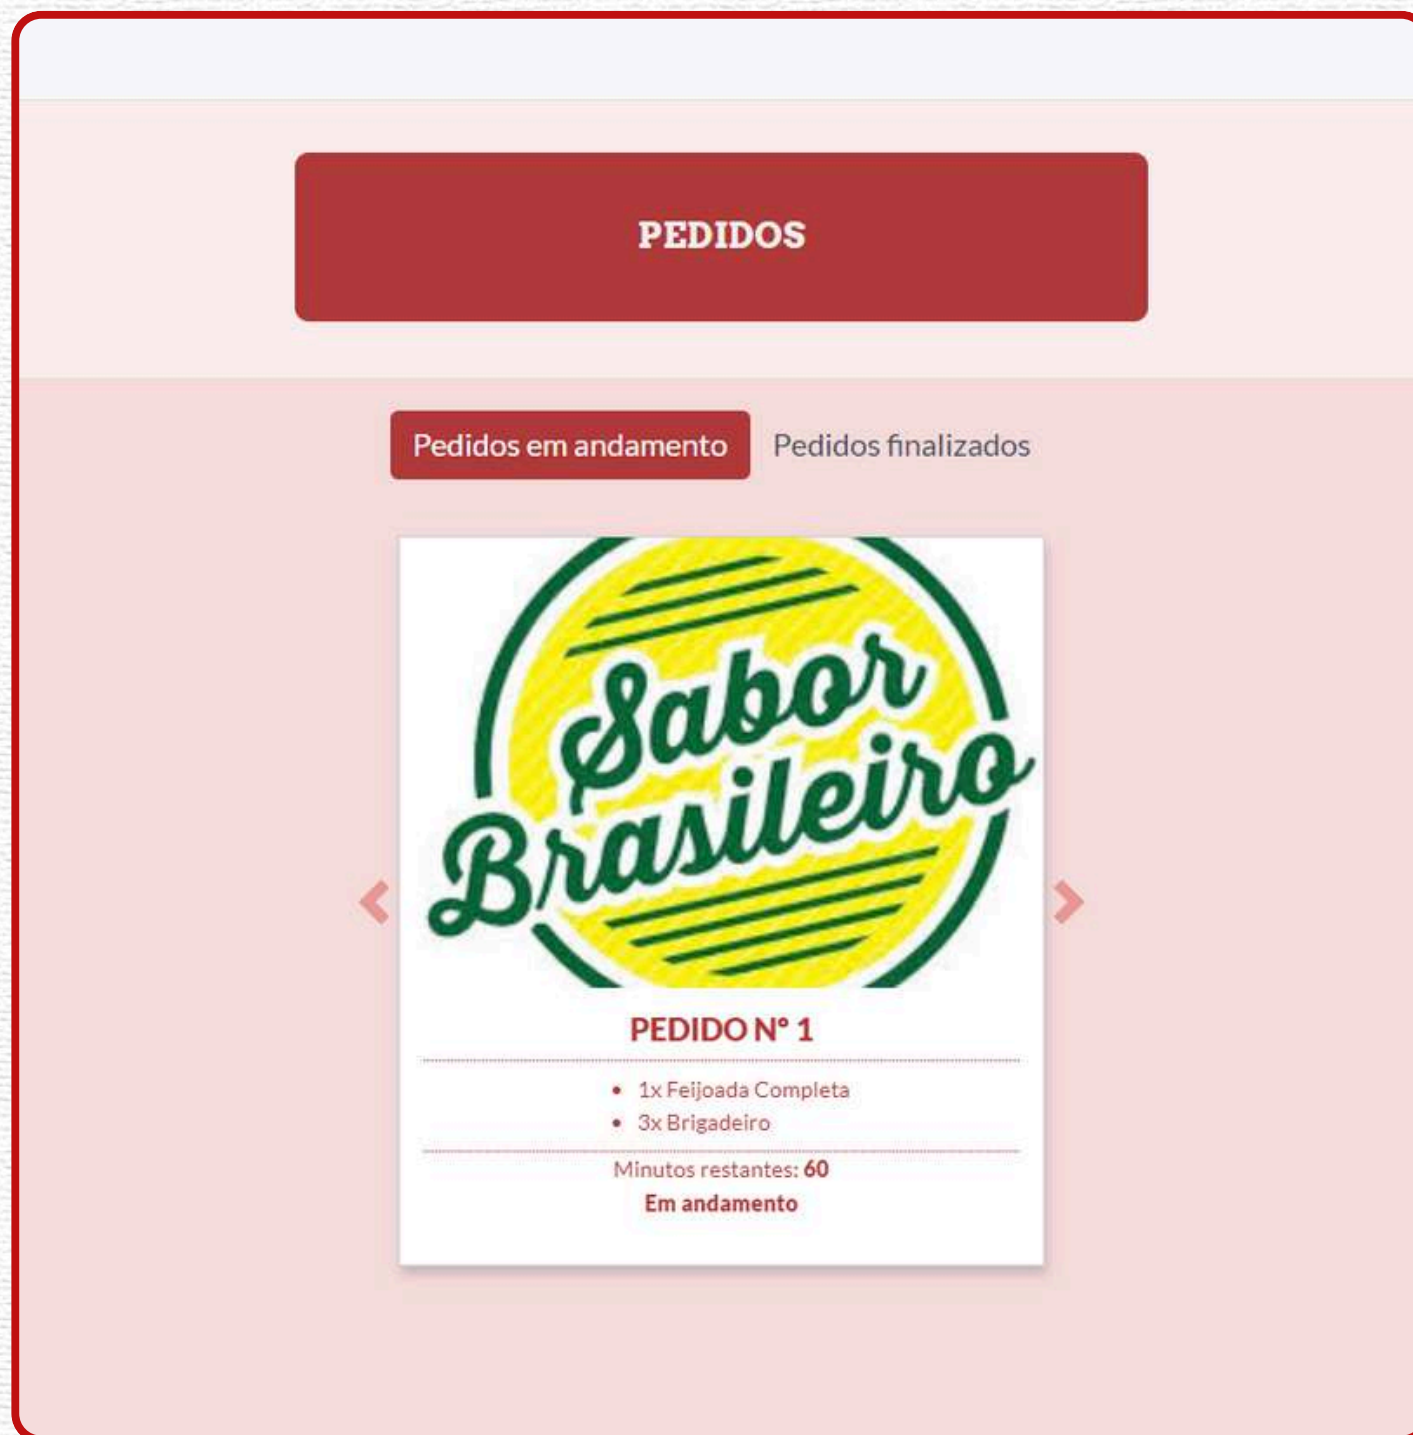 PEDIDOS
Pedidos em andamento Pedidos finalizados
Sabor
Brasileiro
PEDIDO Nº 1
• 1x Feijoada Completa
• 3x Brigadeiro
Minutos restantes: 60
Em andamento